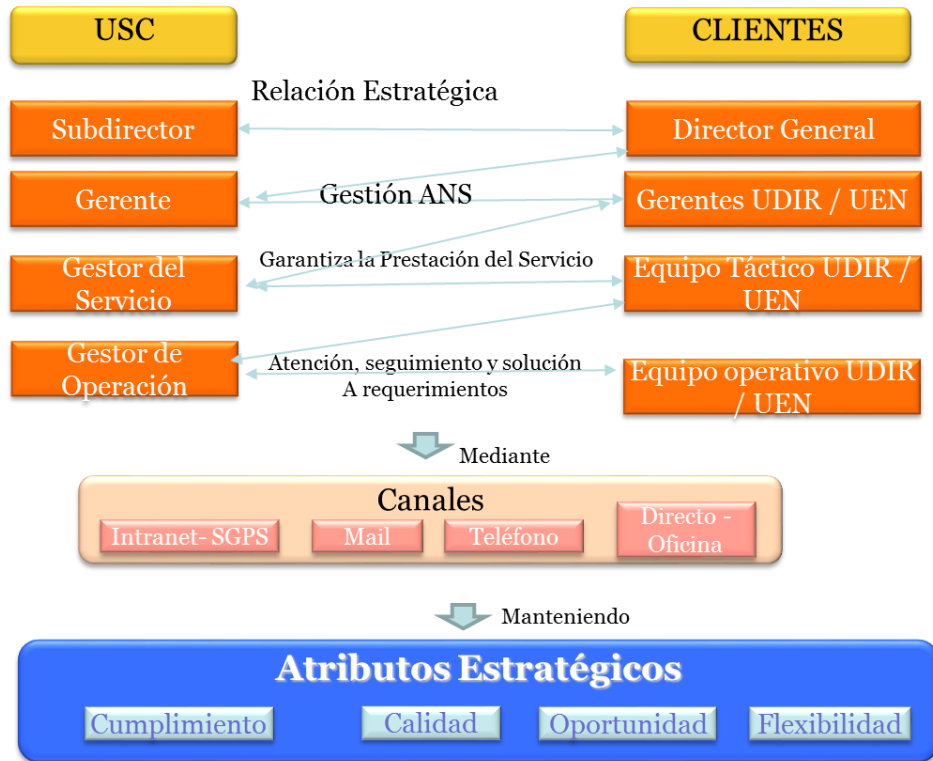 USC
CLIENTES
Relación Estratégica
Subdirector
Director General
Gerente
Gestión ANS
Gerentes UDIR / UEN
Gestor del
Servicio
Garantiza la Prestación del Servicio
Equipo Táctico UDIR /
UEN
Gestor de
Operación
Atención, seguimiento y solución
A requerimientos
Equipo operativo UDIR
/ UEN
Mediante
Canales
Intranet- SGPS
Mail
Teléfono
Directo -
Oficina
Manteniendo
Atributos Estratégicos
Cumplimiento
Calidad
Oportunidad
Flexibilidad